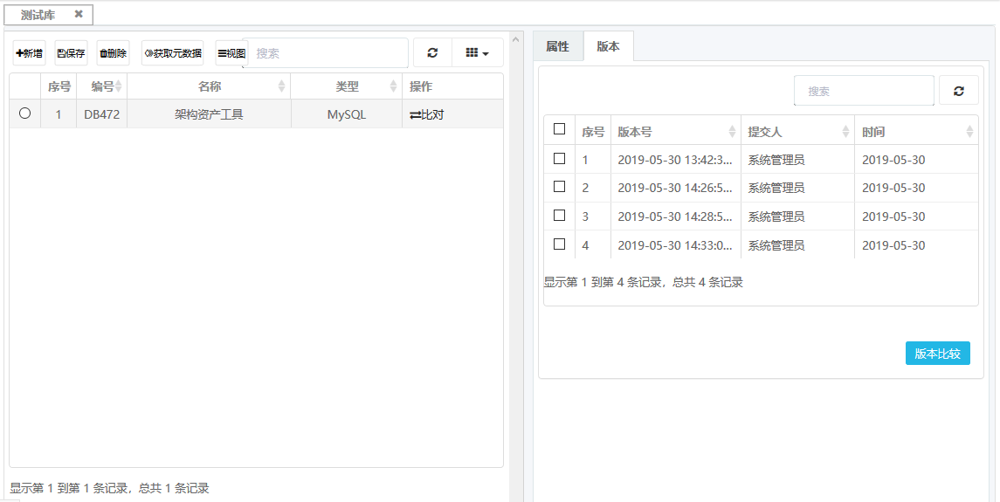 测试库 ✖
新增 保存 删除 获取元数据 视图 搜索
序号 编号 名称 类型 操作
1 DB472 架构资产工具 MySQL 比对
显示第 1 到第 1 条记录，总共 1 条记录
属性 版本
搜索
序号 版本号 提交人 时间
1 2019-05-30 13:42:3... 系统管理员 2019-05-30
2 2019-05-30 14:26:5... 系统管理员 2019-05-30
3 2019-05-30 14:28:5... 系统管理员 2019-05-30
4 2019-05-30 14:33:0... 系统管理员 2019-05-30
显示第 1 到第 4 条记录，总共 4 条记录
版本比较